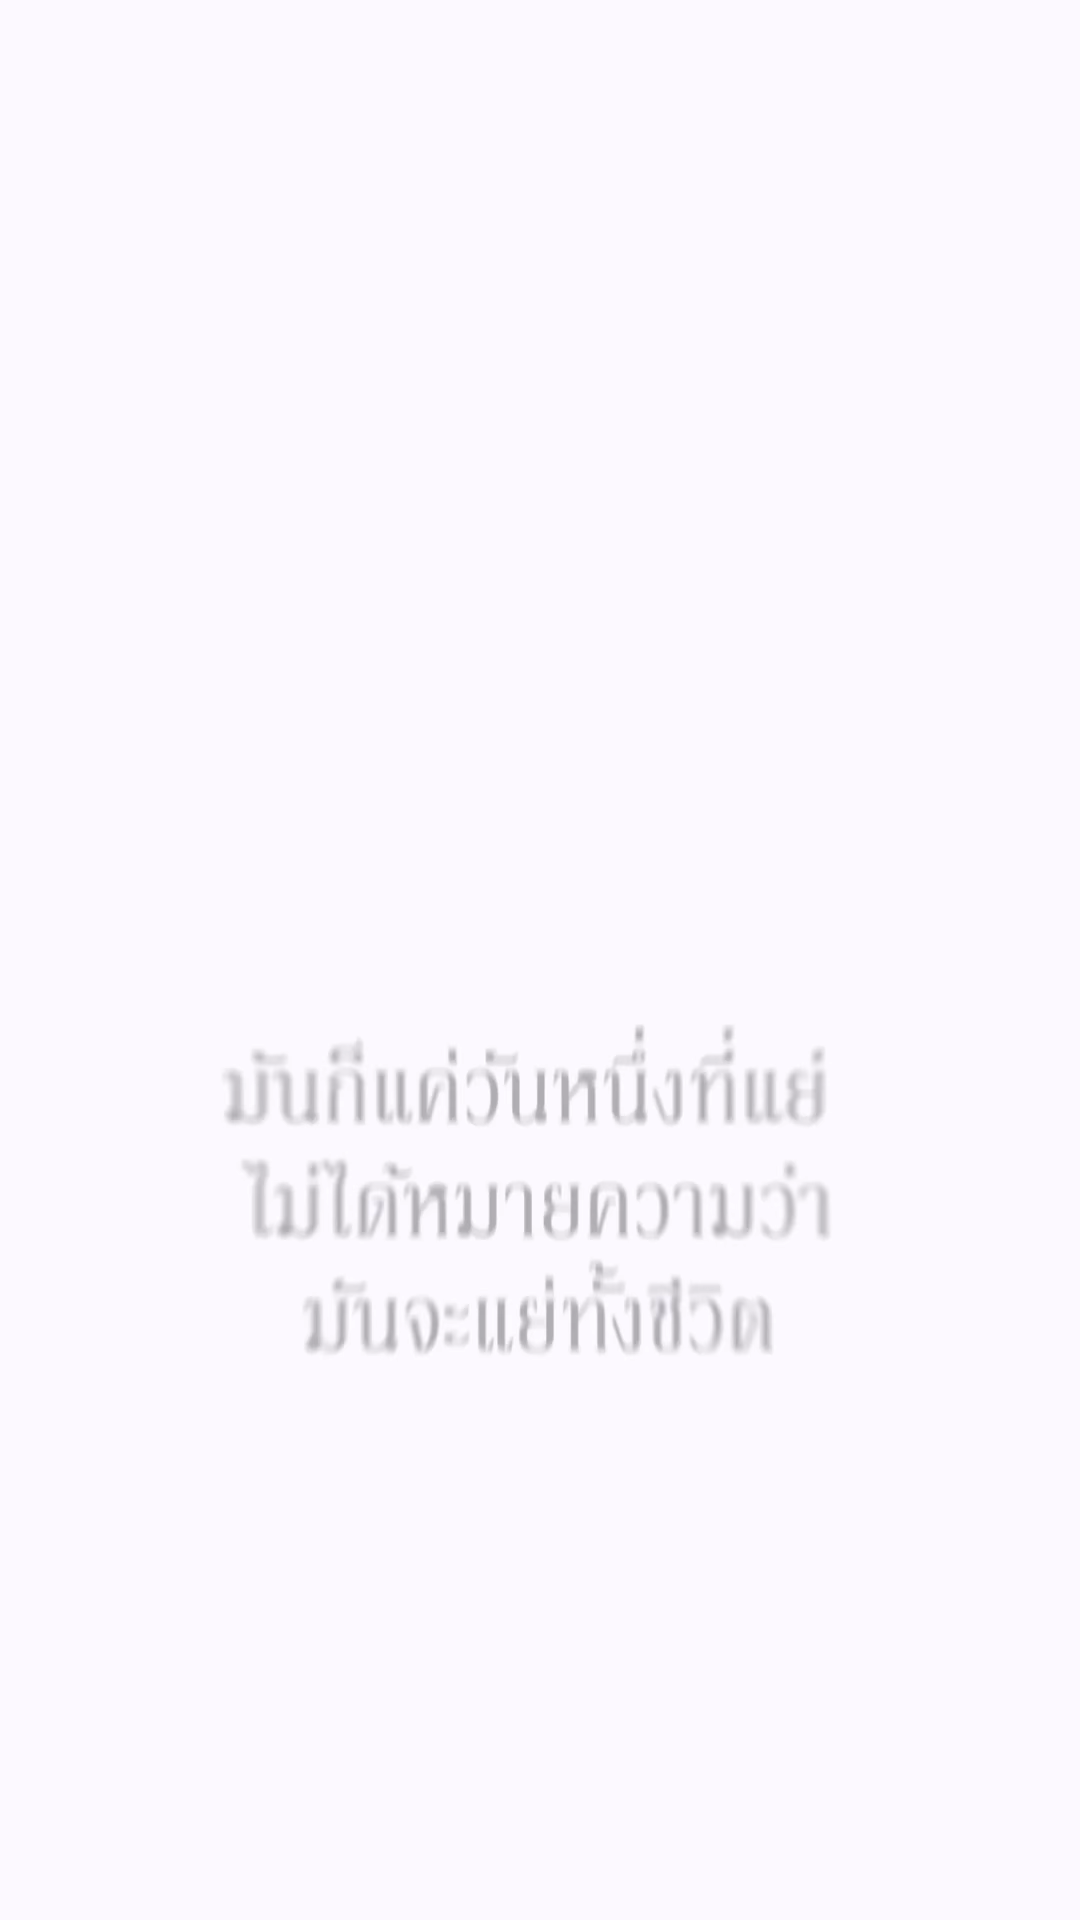 มันก็แค่วันหนึ่งที่แย่
ไม่ได้หมายความว่า
มันจะแย่ทั้งชีวิต